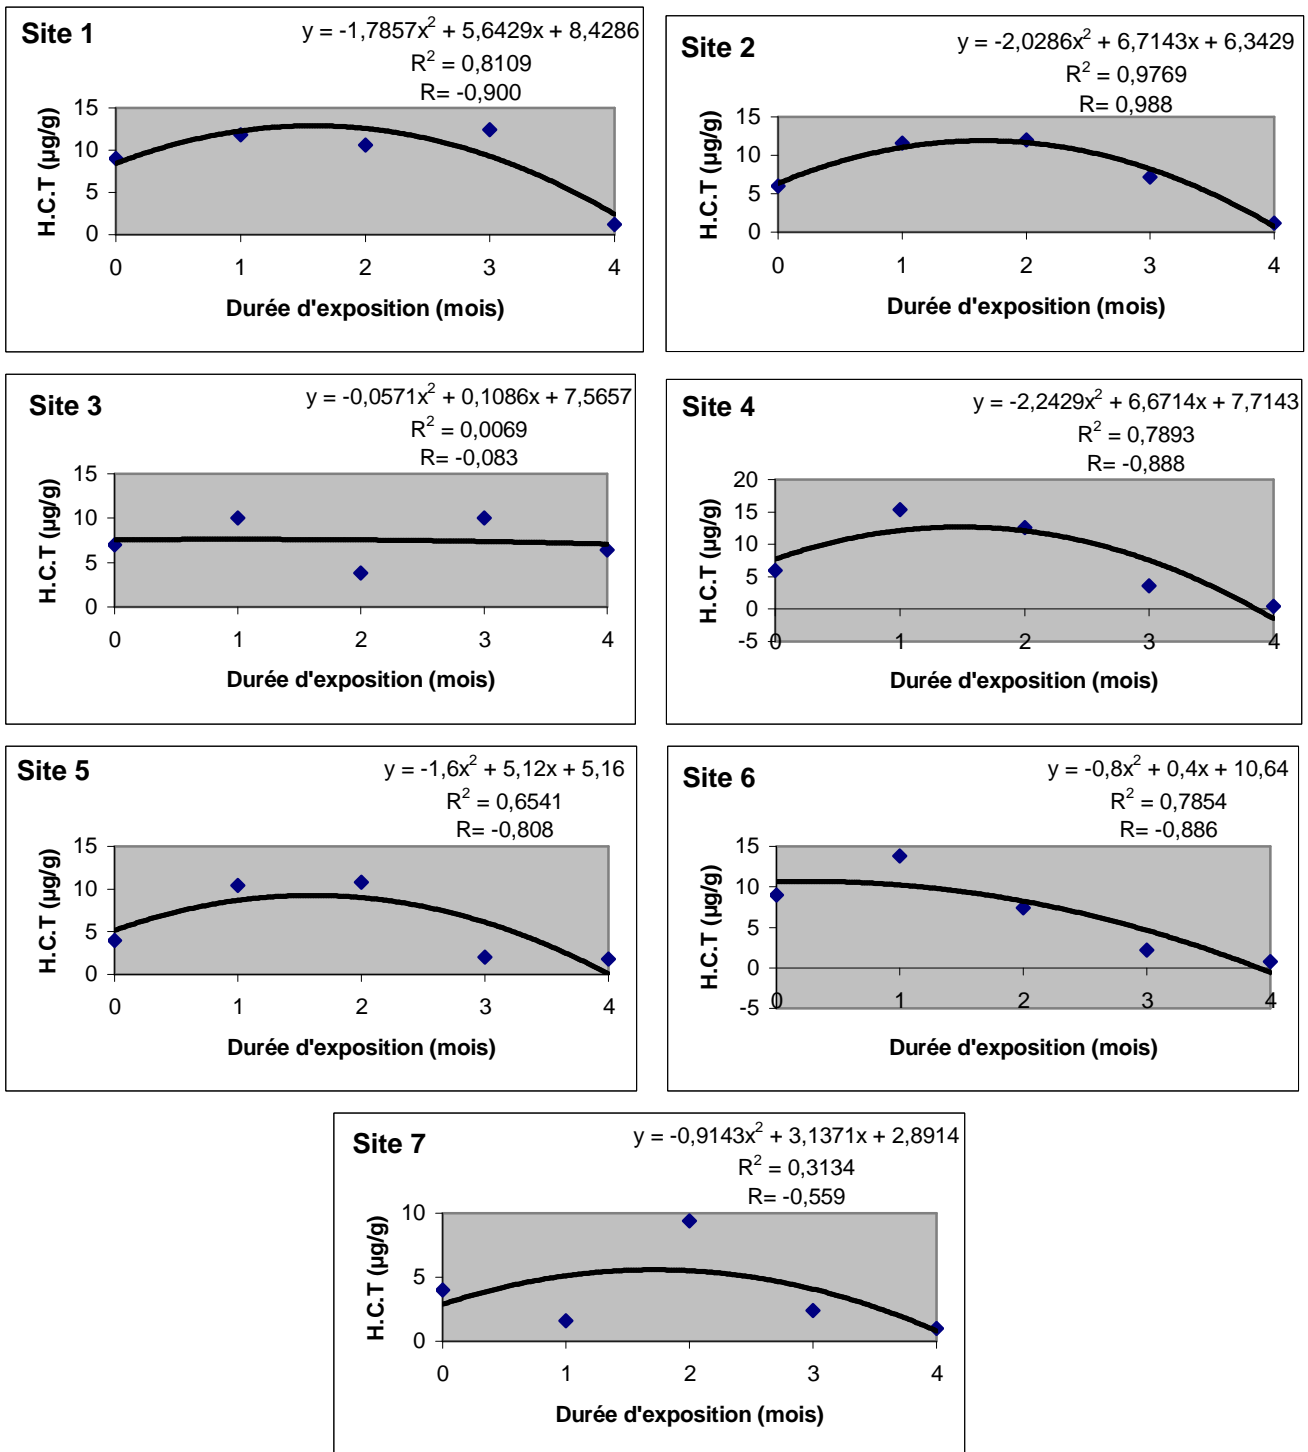 Site 1
y = -1,7857x² + 5,6429x + 8,4286
R² = 0,8109
R= -0,900
H.C.T (µg/g)
15
10
5
0
0 1 2 3 4
Durée d'exposition (mois)
Site 2
y = -2,0286x² + 6,7143x + 6,3429
R² = 0,9769
R= 0,988
H.C.T (µg/g)
15
10
5
0
0 1 2 3 4
Durée d'exposition (mois)
Site 3
y = -0,0571x² + 0,1086x + 7,5657
R² = 0,0069
R= -0,083
H.C.T (µg/g)
15
10
5
0
0 1 2 3 4
Durée d'exposition (mois)
Site 4
y = -2,2429x² + 6,6714x + 7,7143
R² = 0,7893
R= -0,888
H.C.T (µg/g)
20
15
10
5
0
-5
0 1 2 3 4
Durée d'exposition (mois)
Site 5
y = -1,6x² + 5,12x + 5,16
R² = 0,6541
R= -0,808
H.C.T (µg/g)
15
10
5
0
0 1 2 3 4
Durée d'exposition (mois)
Site 6
y = -0,8x² + 0,4x + 10,64
R² = 0,7854
R= -0,886
H.C.T (µg/g)
15
10
5
0
-5
0 1 2 3 4
Durée d'exposition (mois)
Site 7
y = -0,9143x² + 3,1371x + 2,8914
R² = 0,3134
R= -0,559
H.C.T (µg/g)
10
5
0
0 1 2 3 4
Durée d'exposition (mois)